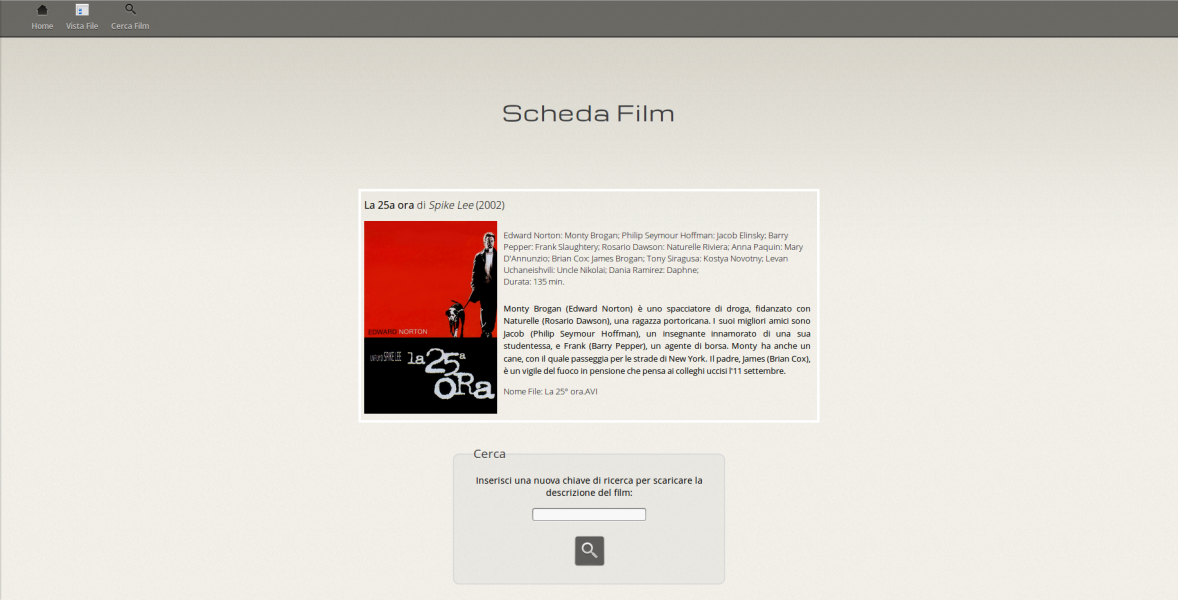 Home Vista File Cerca Film
Scheda Film
La 25a ora di Spike Lee (2002)
EDWARD NORTON
UN FILM DI SPIKE LEE
la 25a
ORa
Edward Norton: Monty Brogan; Philip Seymour Hoffman: Jacob Elinsky; Barry
Pepper: Frank Slaughtery; Rosario Dawson: Naturelle Riviera; Anna Paquin: Mary
D'Annunzio; Brian Cox: James Brogan; Tony Siragusa: Kostya Novotny; Levan
Uchaneishvili: Uncle Nikolai; Dania Ramirez: Daphne;
Durata: 135 min.
Monty Brogan (Edward Norton) è uno spacciatore di droga, fidanzato con
Naturelle (Rosario Dawson), una ragazza portoricana. I suoi migliori amici sono
Jacob (Philip Seymour Hoffman), un insegnante innamorato di una sua
studentessa, e Frank (Barry Pepper), un agente di borsa. Monty ha anche un
cane, con il quale passeggia per le strade di New York. Il padre, James (Brian Cox),
è un vigile del fuoco in pensione che pensa ai colleghi uccisi l'11 settembre.
Nome File: La 25° ora.AVI
Cerca
Inserisci una nuova chiave di ricerca per scaricare la
descrizione del film: